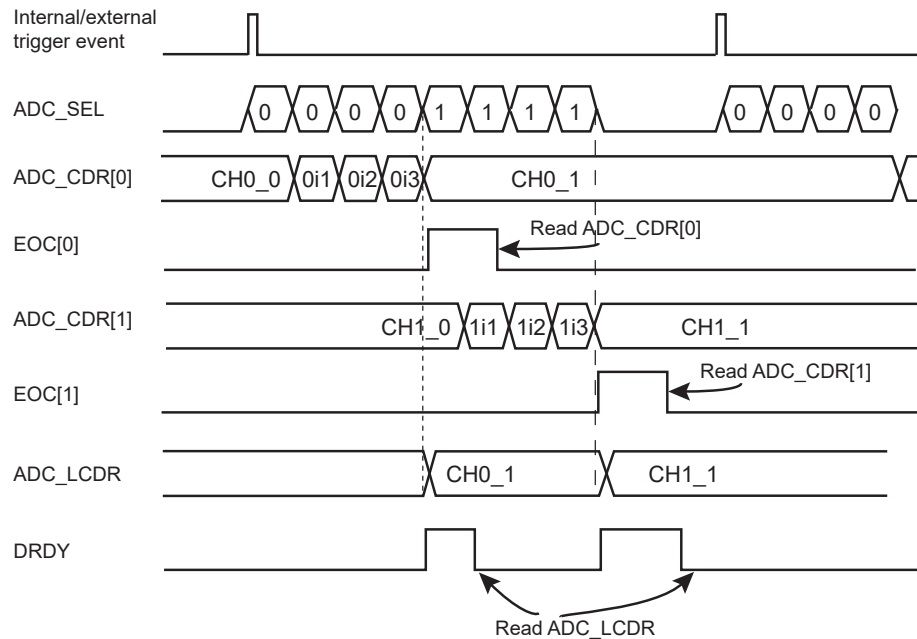 Internal/external
trigger event
ADC_SEL 0 0 0 0 1 1 1 1 0 0 0 0
ADC_CDR[0] CH0_0 0i1 0i2 0i3 CH0_1
EOC[0] Read ADC_CDR[0]
ADC_CDR[1] CH1_0 1i1 1i2 1i3 CH1_1
EOC[1] Read ADC_CDR[1]
ADC_LCDR CH0_1 CH1_1
DRDY
Read ADC_LCDR